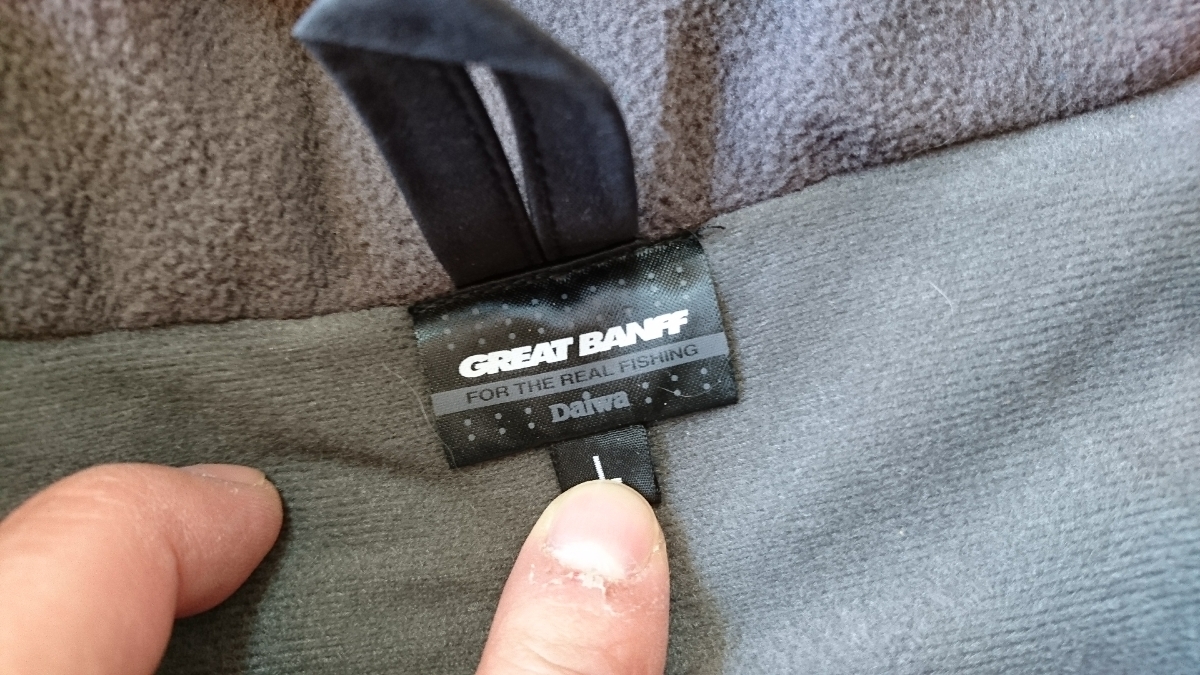 GREAT BANFF
FOR THE REAL FISHING
Daiwa
L